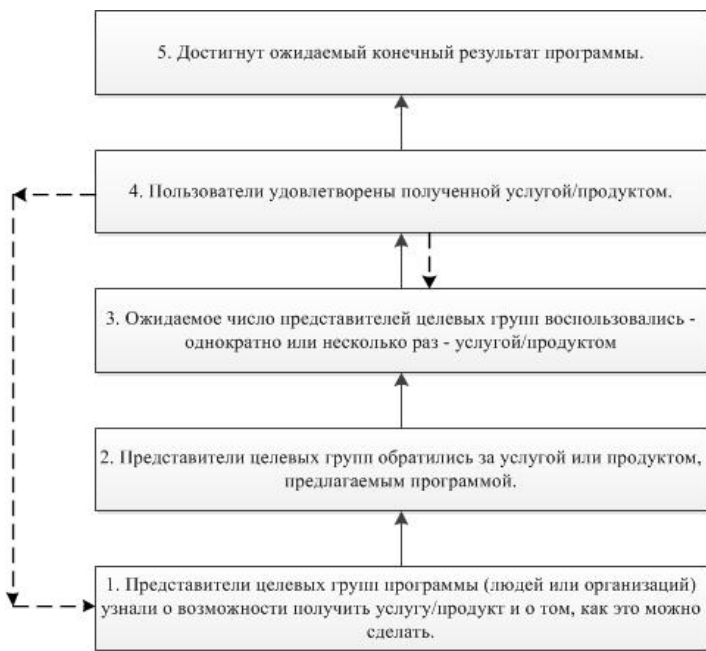 5. Достигнут ожидаемый конечный результат программы.
4. Пользователи удовлетворены полученной услугой/продуктом.
3. Ожидаемое число представителей целевых групп воспользовались -
однократно или несколько раз - услугой/продуктом
2. Представители целевых групп обратились за услугой или продуктом,
предлагаемым программой.
1. Представители целевых групп программы (людей или организаций)
узнали о возможности получить услугу/продукт и о том, как это можно
сделать.